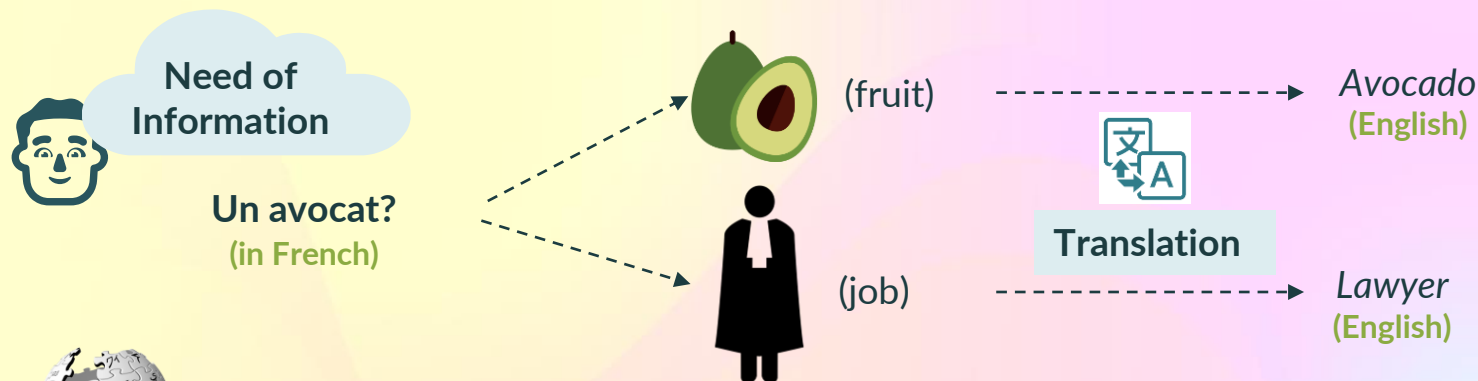 Need of
Information
Un avocat?
(in French)
(fruit)
(job)
文
A
Translation
Avocado
(English)
Lawyer
(English)